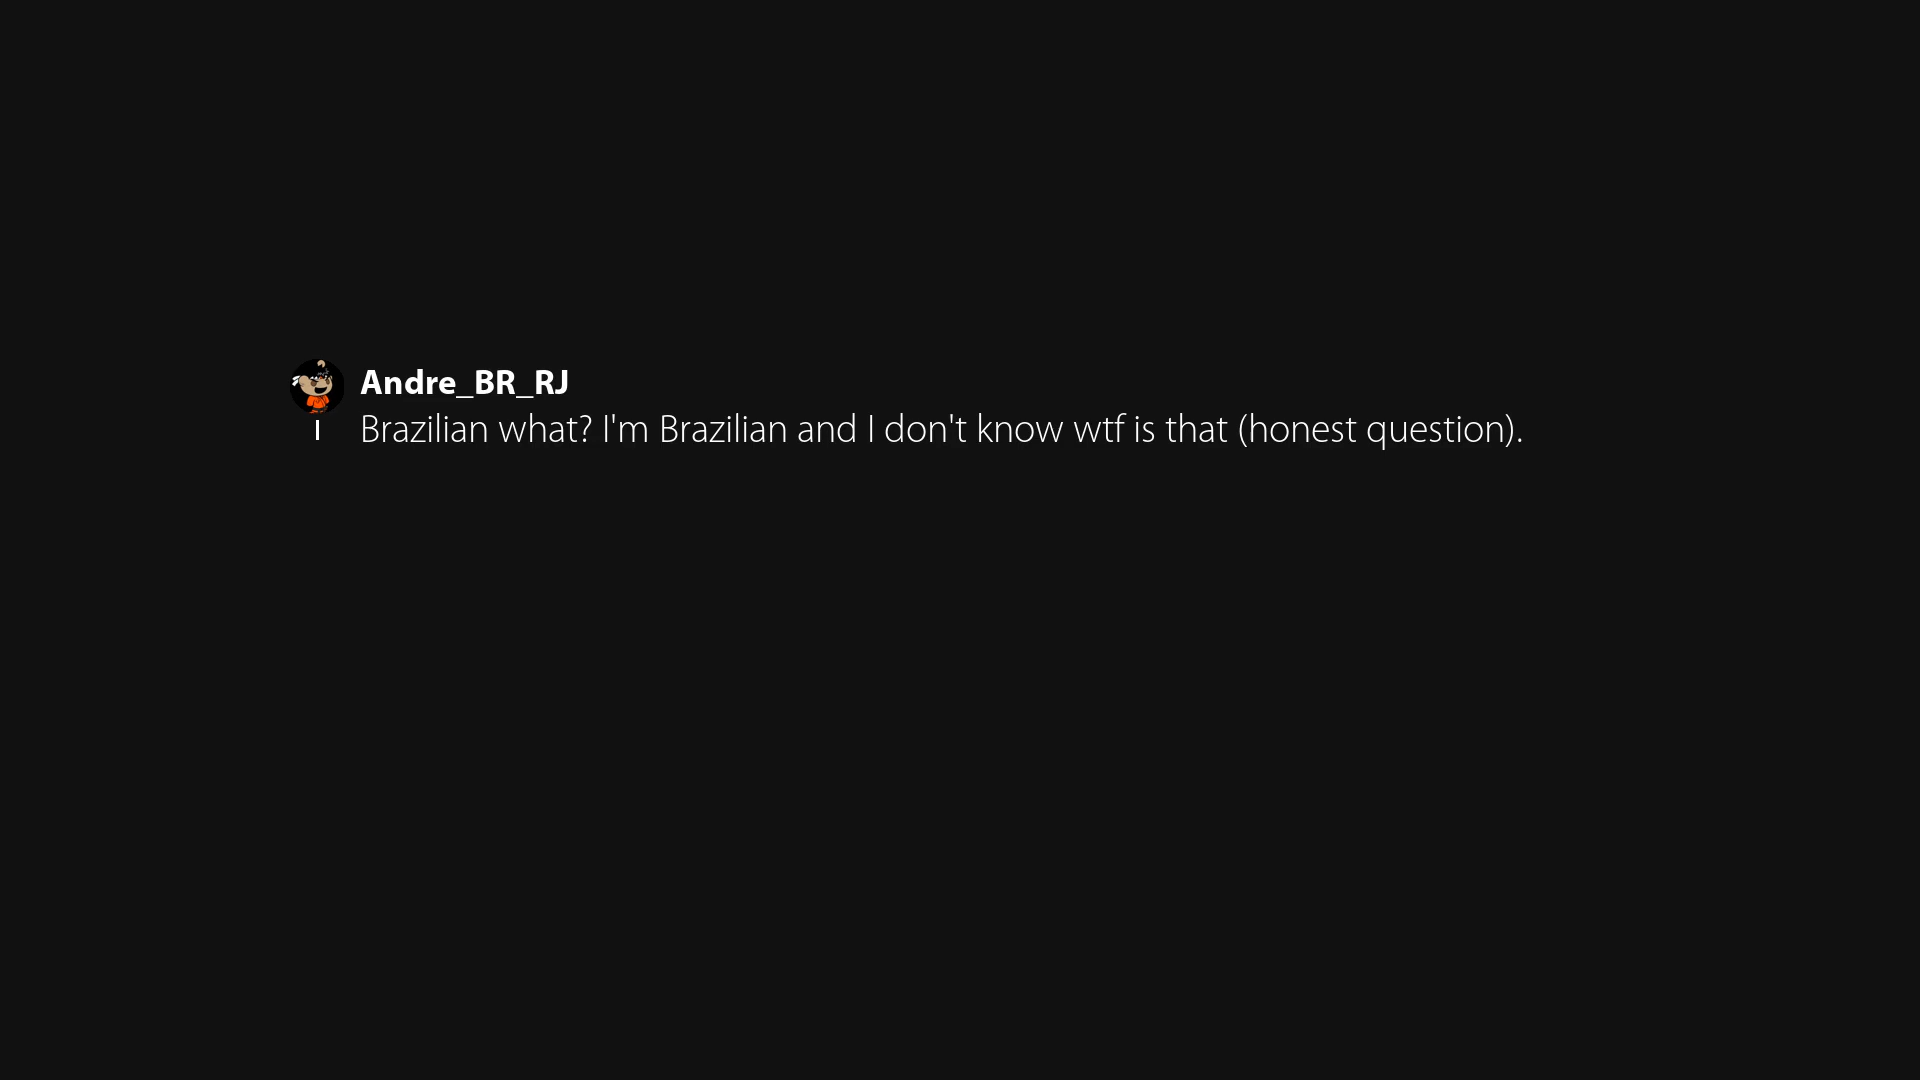 Andre_BR_RJ
Brazilian what? I'm Brazilian and I don't know wtf is that (honest question).